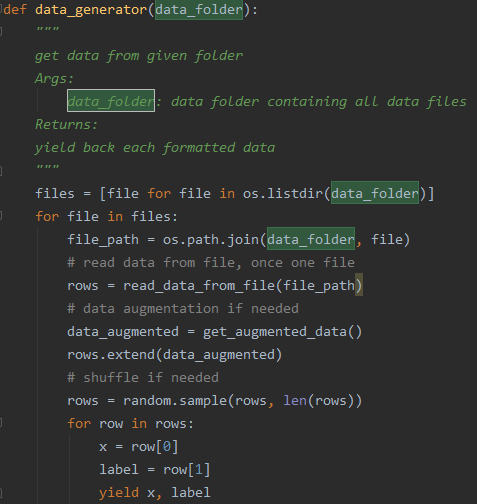 def data_generator(data_folder):
    """
    get data from given folder
    Args:
        data_folder: data folder containing all data files
    Returns:
    yield back each formatted data
    """
    files = [file for file in os.listdir(data_folder)]
    for file in files:
        file_path = os.path.join(data_folder, file)
        # read data from file, once one file
        rows = read_data_from_file(file_path)
        # data augmentation if needed
        data_augmented = get_augmented_data()
        rows.extend(data_augmented)
        # shuffle if needed
        rows = random.sample(rows, len(rows))
        for row in rows:
            x = row[0]
            label = row[1]
            yield x, label